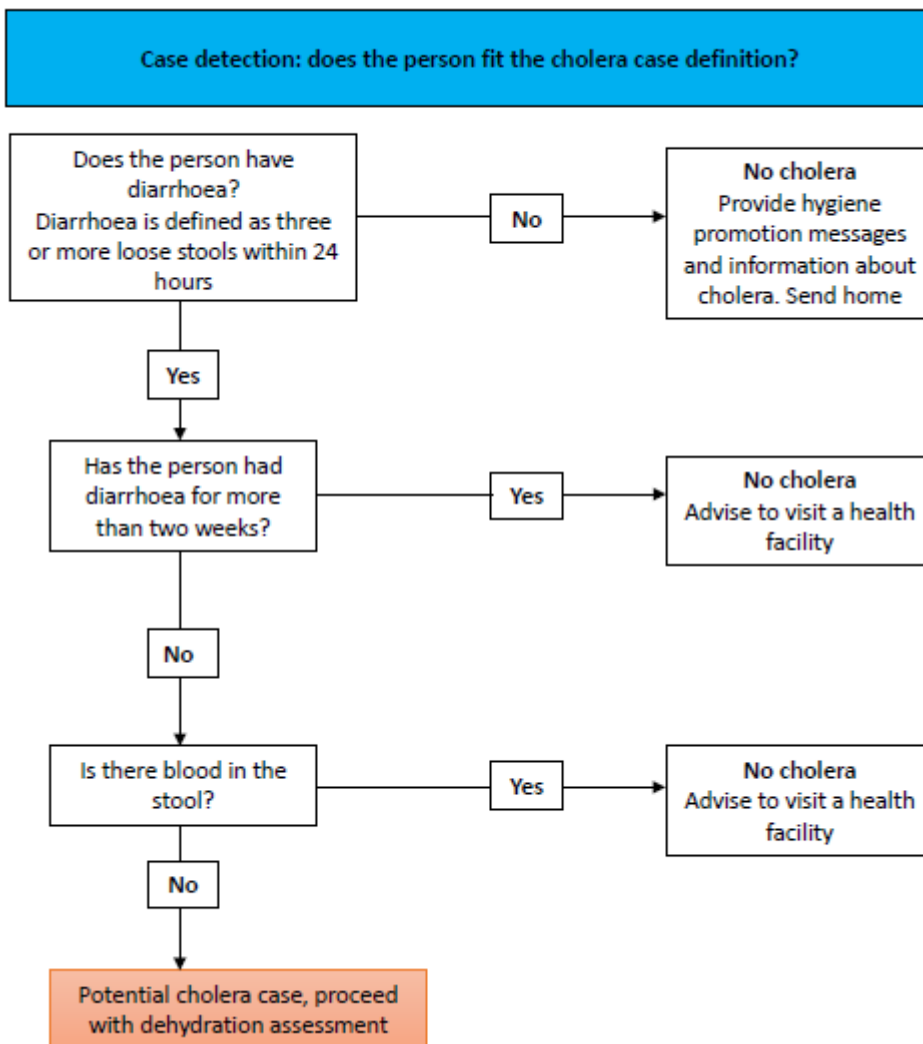 Case detection: does the person fit the cholera case definition?
Does the person have
diarrhoea?
Diarrhoea is defined as three
or more loose stools within 24
hours
No
No cholera
Provide hygiene
promotion messages
and information about
cholera. Send home
Yes
Has the person had
diarrhoea for more
than two weeks?
Yes
No cholera
Advise to visit a health
facility
No
Is there blood in the
stool?
Yes
No cholera
Advise to visit a health
facility
No
Potential cholera case, proceed
with dehydration assessment